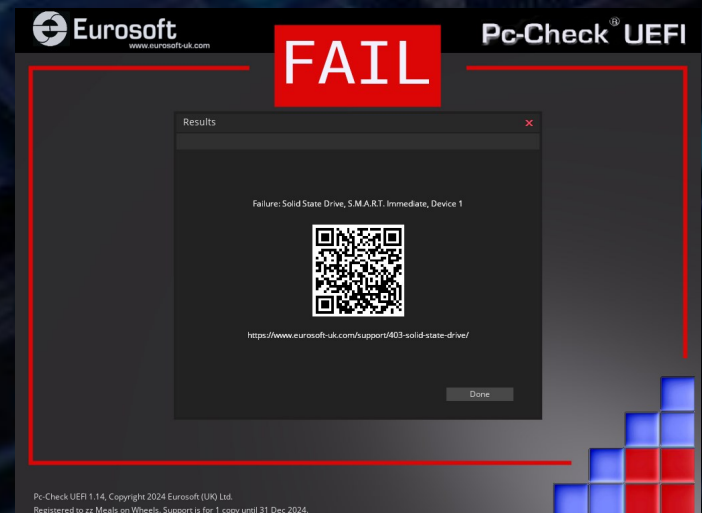 Eurosoft
www.eurosoft-uk.com
FAIL
Pc-Check® UEFI
Results
Failure: Solid State Drive, S.M.A.R.T. Immediate, Device 1
https://www.eurosoft-uk.com/support/403-solid-state-drive/
Done
Pc-Check UEFI 1.14, Copyright 2024 Eurosoft (UK) Ltd.
Registered to zz Meals on Wheels. Support is for 1 copy until 31 Dec 2024.